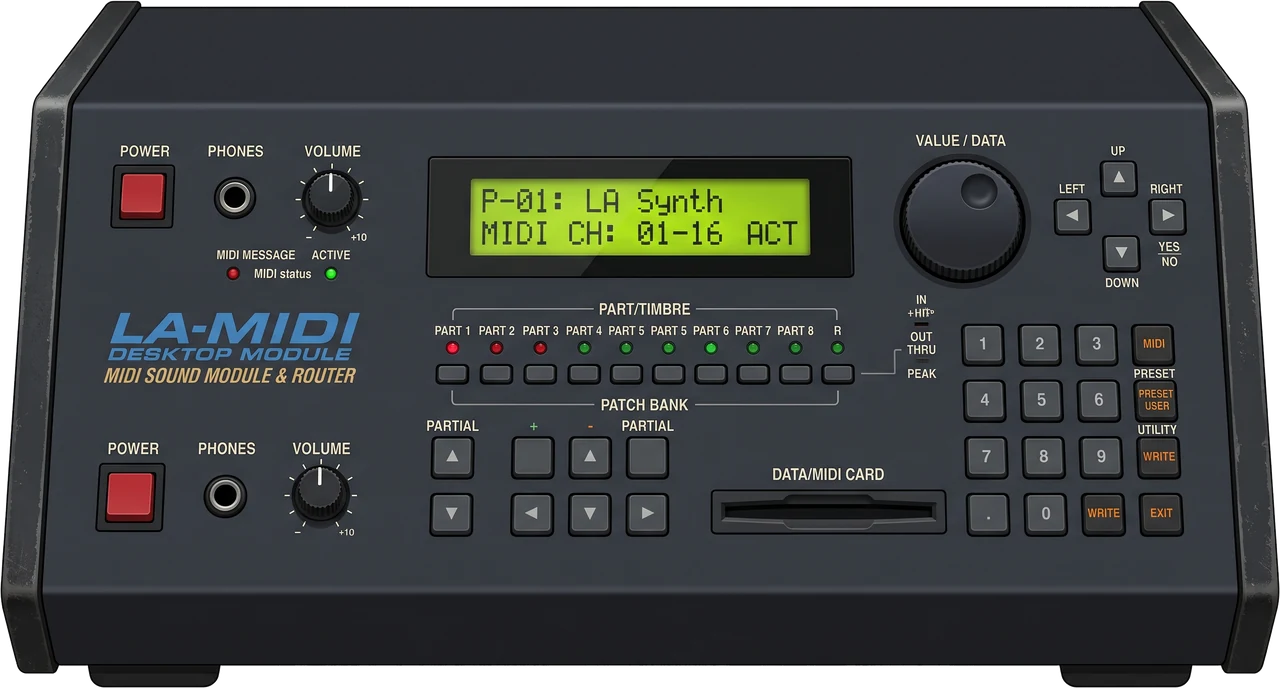 POWER PHONES VOLUME
- +10
MIDI MESSAGE ACTIVE
MIDI status
LA-MIDI
DESKTOP MODULE
MIDI SOUND MODULE & ROUTER
POWER PHONES VOLUME
- +10
P-01: LA Synth
MIDI CH: 01-16 ACT
PART/TIMBRE
PART 1 PART 2 PART 3 PART 4 PART 5 PART 5 PART 6 PART 7 PART 8 R
PATCH BANK
PARTIAL + - PARTIAL
DATA/MIDI CARD
IN
OUT
THRU
PEAK
VALUE / DATA
UP
LEFT RIGHT
YES
NO
DOWN
1 2 3 MIDI
PRESET
4 5 6 PRESET
USER
UTILITY
7 8 9 WRITE
. 0 WRITE EXIT